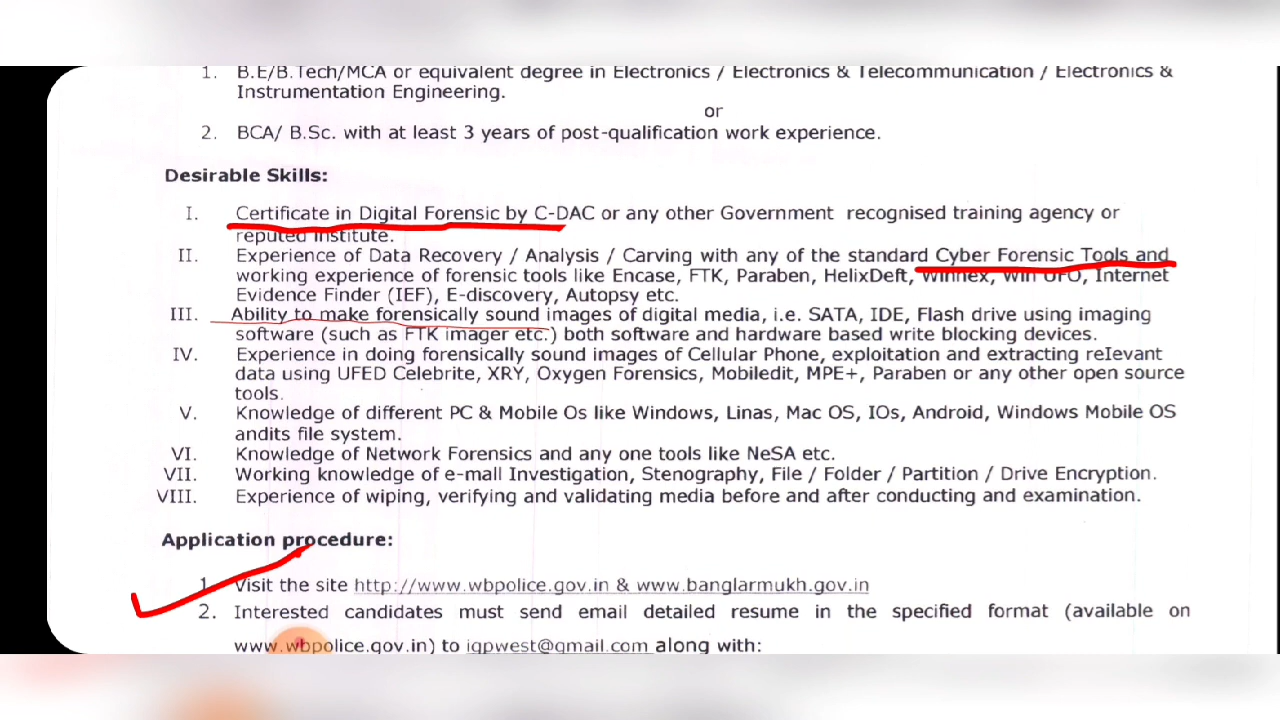 1. B.E/B.Tech/MCA or equivalent degree in Electronics / Electronics & Telecommunication / Electronics &
Instrumentation Engineering.
or
2. BCA/ B.Sc. with at least 3 years of post-qualification work experience.
Desirable Skills:
I. Certificate in Digital Forensic by C-DAC or any other Government recognised training agency or
reputed institute.
II. Experience of Data Recovery / Analysis / Carving with any of the standard Cyber Forensic Tools and
working experience of forensic tools like Encase, FTK, Paraben, HelixDeft, Winhex, Win UFO, Internet
Evidence Finder (IEF), E-discovery, Autopsy etc.
III. Ability to make forensically sound images of digital media, i.e. SATA, IDE, Flash drive using imaging
software (such as FTK imager etc.) both software and hardware based write blocking devices.
IV. Experience in doing forensically sound images of Cellular Phone, exploitation and extracting reIevant
data using UFED Celebrite, XRY, Oxygen Forensics, Mobiledit, MPE+, Paraben or any other open source
tools.
V. Knowledge of different PC & Mobile Os like Windows, Linas, Mac OS, IOs, Android, Windows Mobile OS
andits file system.
VI. Knowledge of Network Forensics and any one tools like NeSA etc.
VII. Working knowledge of e-mall Investigation, Stenography, File / Folder / Partition / Drive Encryption.
VIII. Experience of wiping, verifying and validating media before and after conducting and examination.
Application procedure:
1. Visit the site http://www.wbpolice.gov.in & www.banglarmukh.gov.in
2. Interested candidates must send email detailed resume in the specified format (available on
www.wbpolice.gov.in) to igpwest@gmail.com along with: